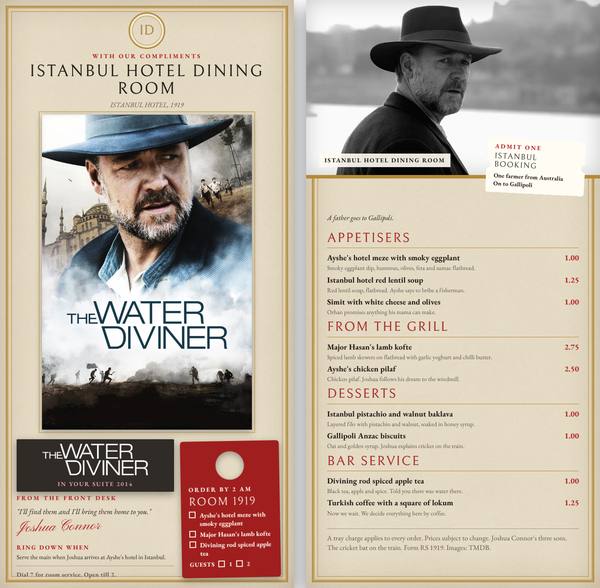 ID
WITH OUR COMPLIMENTS
ISTANBUL HOTEL DINING
ROOM
ISTANBUL HOTEL, 1919
THE WATER
DIVINER
THE WATER
DIVINER
IN YOUR SUITE 2014
FROM THE FRONT DESK
"I'll find them and I'll bring them home to you."
Joshua Connor
RING DOWN WHEN
Serve the main when Joshua arrives at Ayshe's hotel in Istanbul.
Dial 7 for room service. Open till 2.
ORDER BY 2 AM
ROOM 1919
Ayshe's hotel meze with
smoky eggplant
Major Hasan's lamb kofte
Divining rod spiced apple
tea
GUESTS 1 2
ISTANBUL HOTEL DINING ROOM
ADMIT ONE
ISTANBUL
BOOKING
One farmer from Australia
On to Gallipoli
A father goes to Gallipoli.
APPETISERS
Ayshe's hotel meze with smoky eggplant 1.00
Smoky eggplant dip, hummus, olives, feta and sumac flatbread.
Istanbul hotel red lentil soup 1.25
Red lentil soup, flatbread. Ayshe says to bribe a fisherman.
Simit with white cheese and olives 1.00
Orhan promises anything his mama can make.
FROM THE GRILL
Major Hasan's lamb kofte 2.75
Spiced lamb skewers on flatbread with garlic yoghurt and chilli butter.
Ayshe's chicken pilaf 2.50
Chicken pilaf. Joshua follows his dream to the windmill.
DESSERTS
Istanbul pistachio and walnut baklava 1.00
Layered filo with pistachio and walnut, soaked in honey syrup.
Gallipoli Anzac biscuits 1.00
Oat and golden syrup. Joshua explains cricket on the train.
BAR SERVICE
Divining rod spiced apple tea 1.00
Black tea, apple and spice. Told you there was water there.
Turkish coffee with a square of lokum 1.25
Now we wait. We decide everything here by coffee.
A tray charge applies to every order. Prices studio canteen. Joshua Connor's three sons.